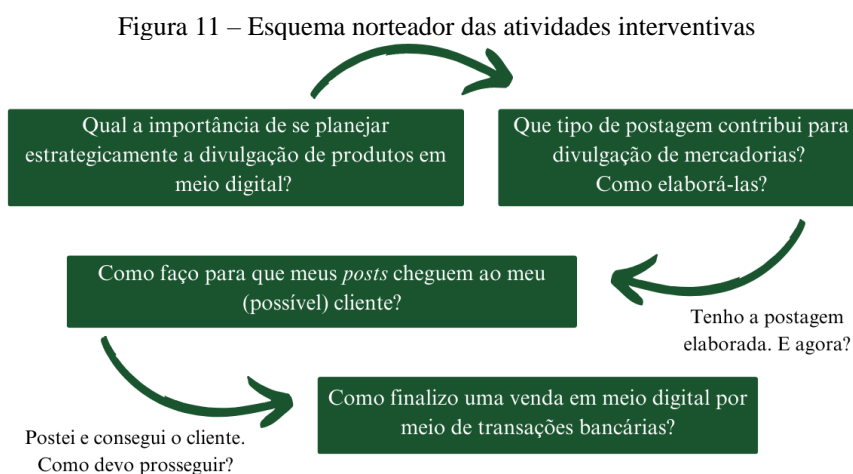 Figura 11 – Esquema norteador das atividades interventivas
Qual a importância de se planejar
estrategicamente a divulgação de produtos em
meio digital?
Que tipo de postagem contribui para
divulgação de mercadorias?
Como elaborá-las?
Como faço para que meus posts cheguem ao meu
(possível) cliente?
Tenho a postagem
elaborada. E agora?
Como finalizo uma venda em meio digital por
meio de transações bancárias?
Postei e consegui o cliente.
Como devo prosseguir?